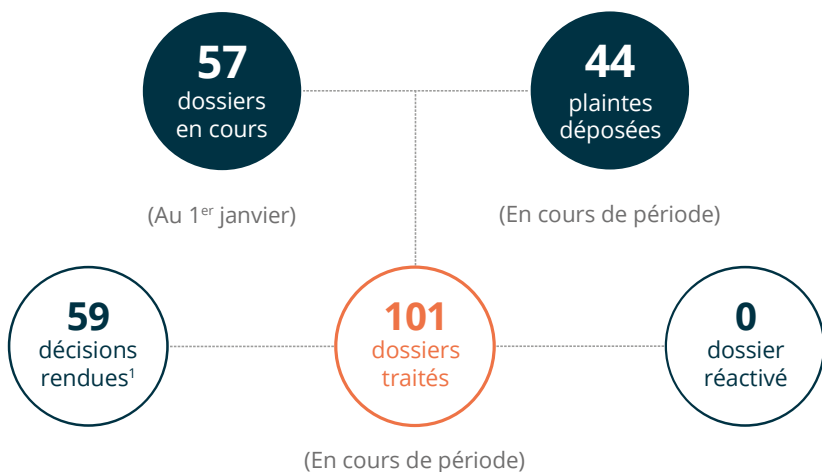 57
dossiers
en cours
44
plaintes
déposées
(Au 1er janvier)
(En cours de période)
59
décisions
rendues1
101
dossiers
traités
0
dossier
réactivé
(En cours de période)